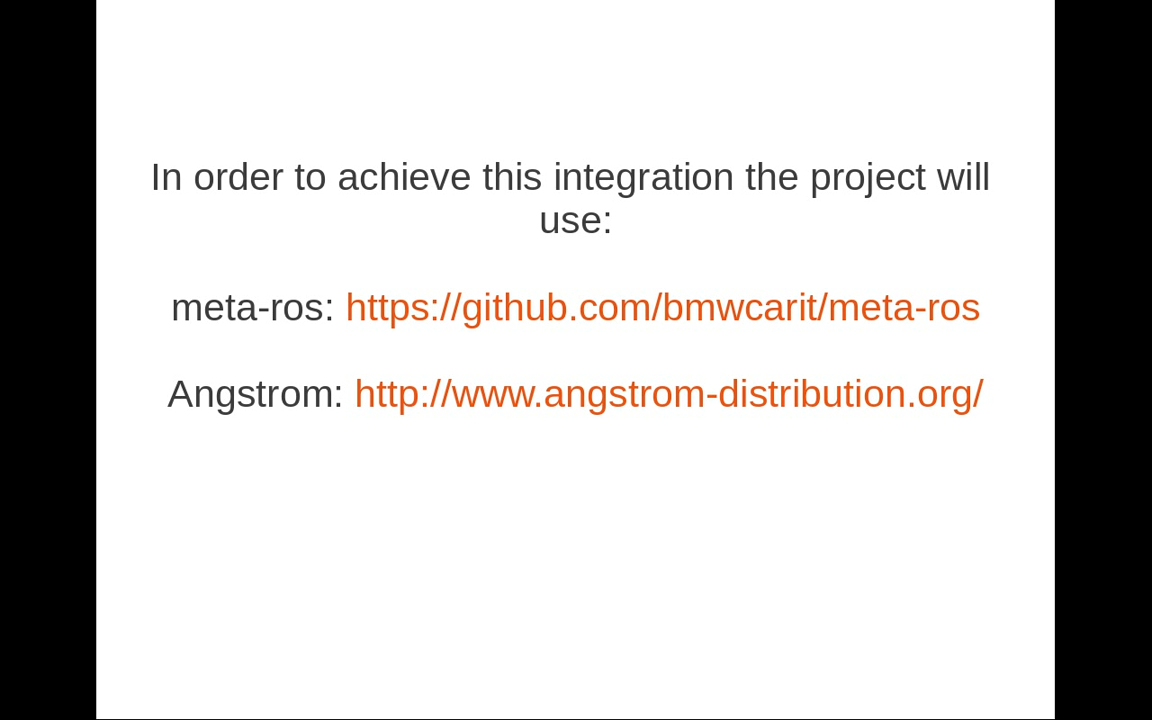 In order to achieve this integration the project will
use:
meta-ros: https://github.com/bmwcarit/meta-ros
Angstrom: http://www.angstrom-distribution.org/